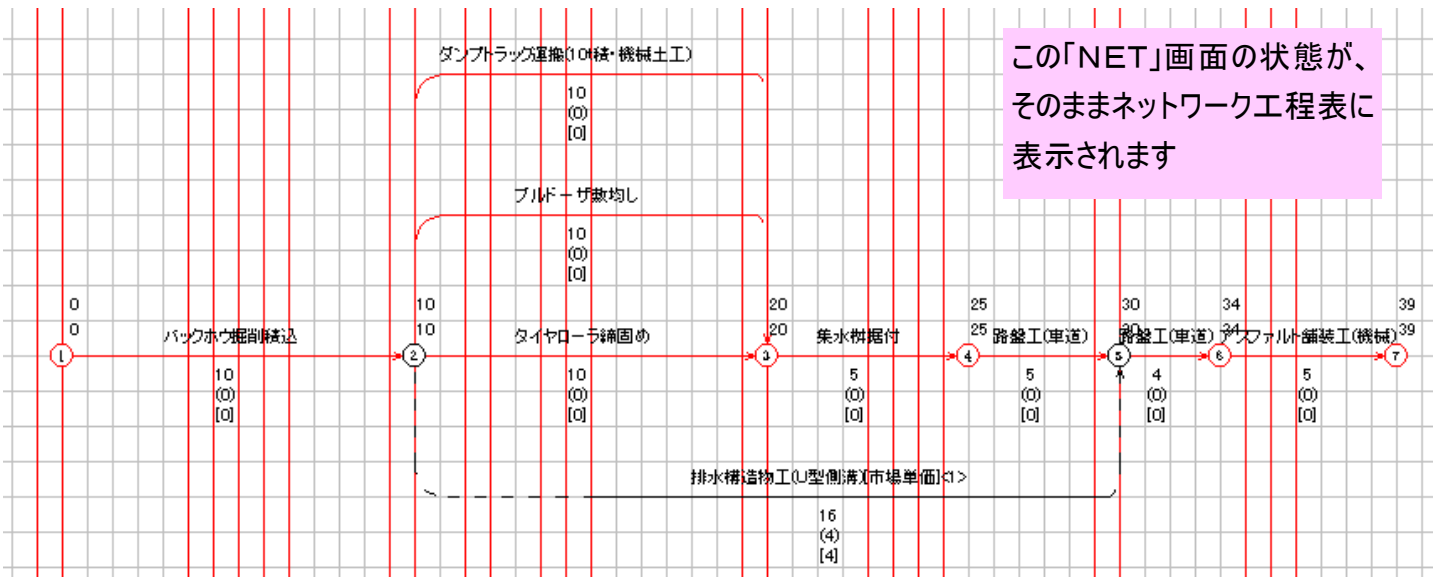 この「NET」画面の状態が、
そのままネットワーク工程表に
表示されます
ダンプトラック運搬(10t積・機械土工)
10
(0)
[0]
ブルドーザ敷均し
10
(0)
[0]
0 10 20 25 30 34 39
0 10 20 25 30 34 39
バックホウ掘削積込 タイヤローラ締固め 集水桝据付 路盤工(車道) 路盤工(車道) アスファルト舗装工(機械)
1 2 3 4 5 6 7
10 10 5 5 4 5
(0) (0) (0) (0) (0) (0)
[0] [0] [0] [0] [0] [0]
排水構造物工(U型側溝)[市場単価]<1>
16
(4)
[4]